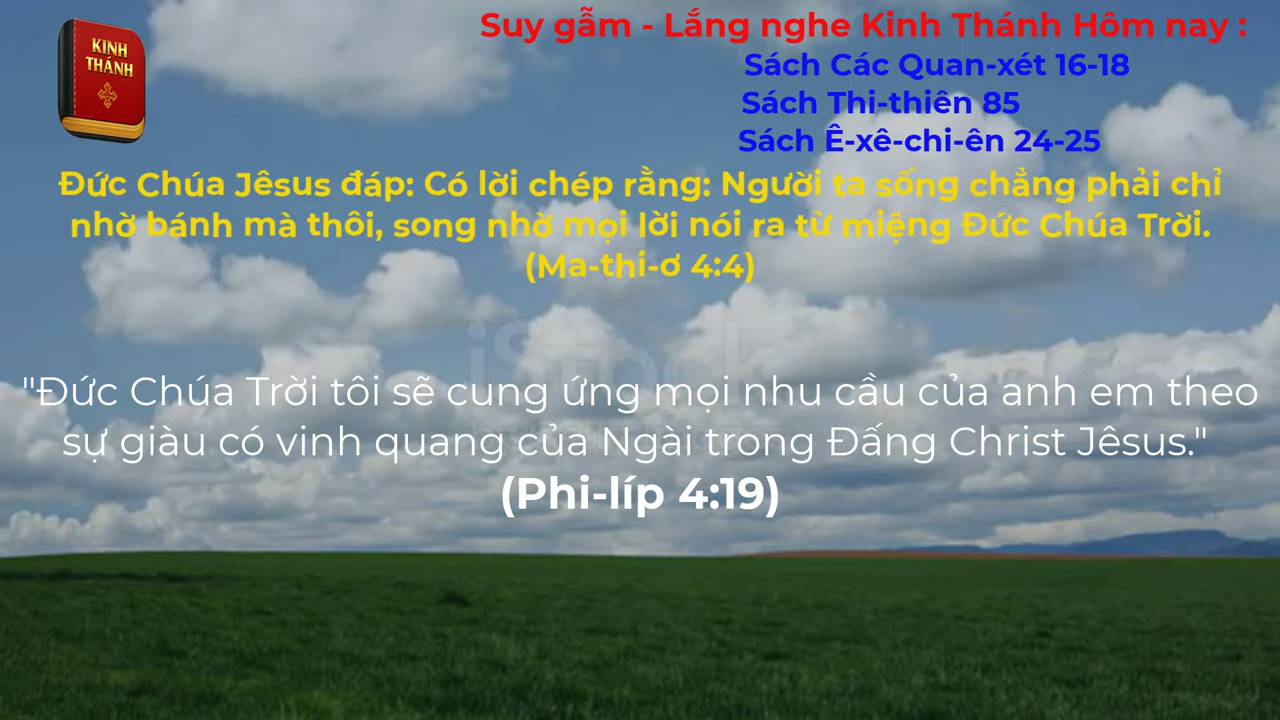 KINH
THÁNH
Suy gẫm - Lắng nghe Kinh Thánh Hôm nay :
Sách Các Quan-xét 16-18
Sách Thi-thiên 85
Sách Ê-xê-chi-ên 24-25
Đức Chúa Jêsus đáp: Có lời chép rằng: Người ta sống chẳng phải chỉ
nhờ bánh mà thôi, song nhờ mọi lời nói ra từ miệng Đức Chúa Trời.
(Ma-thi-ơ 4:4)
iStock
"Đức Chúa Trời tôi sẽ cung ứng mọi nhu cầu của anh em theo
sự giàu có vinh quang của Ngài trong Đấng Christ Jêsus."
(Phi-líp 4:19)